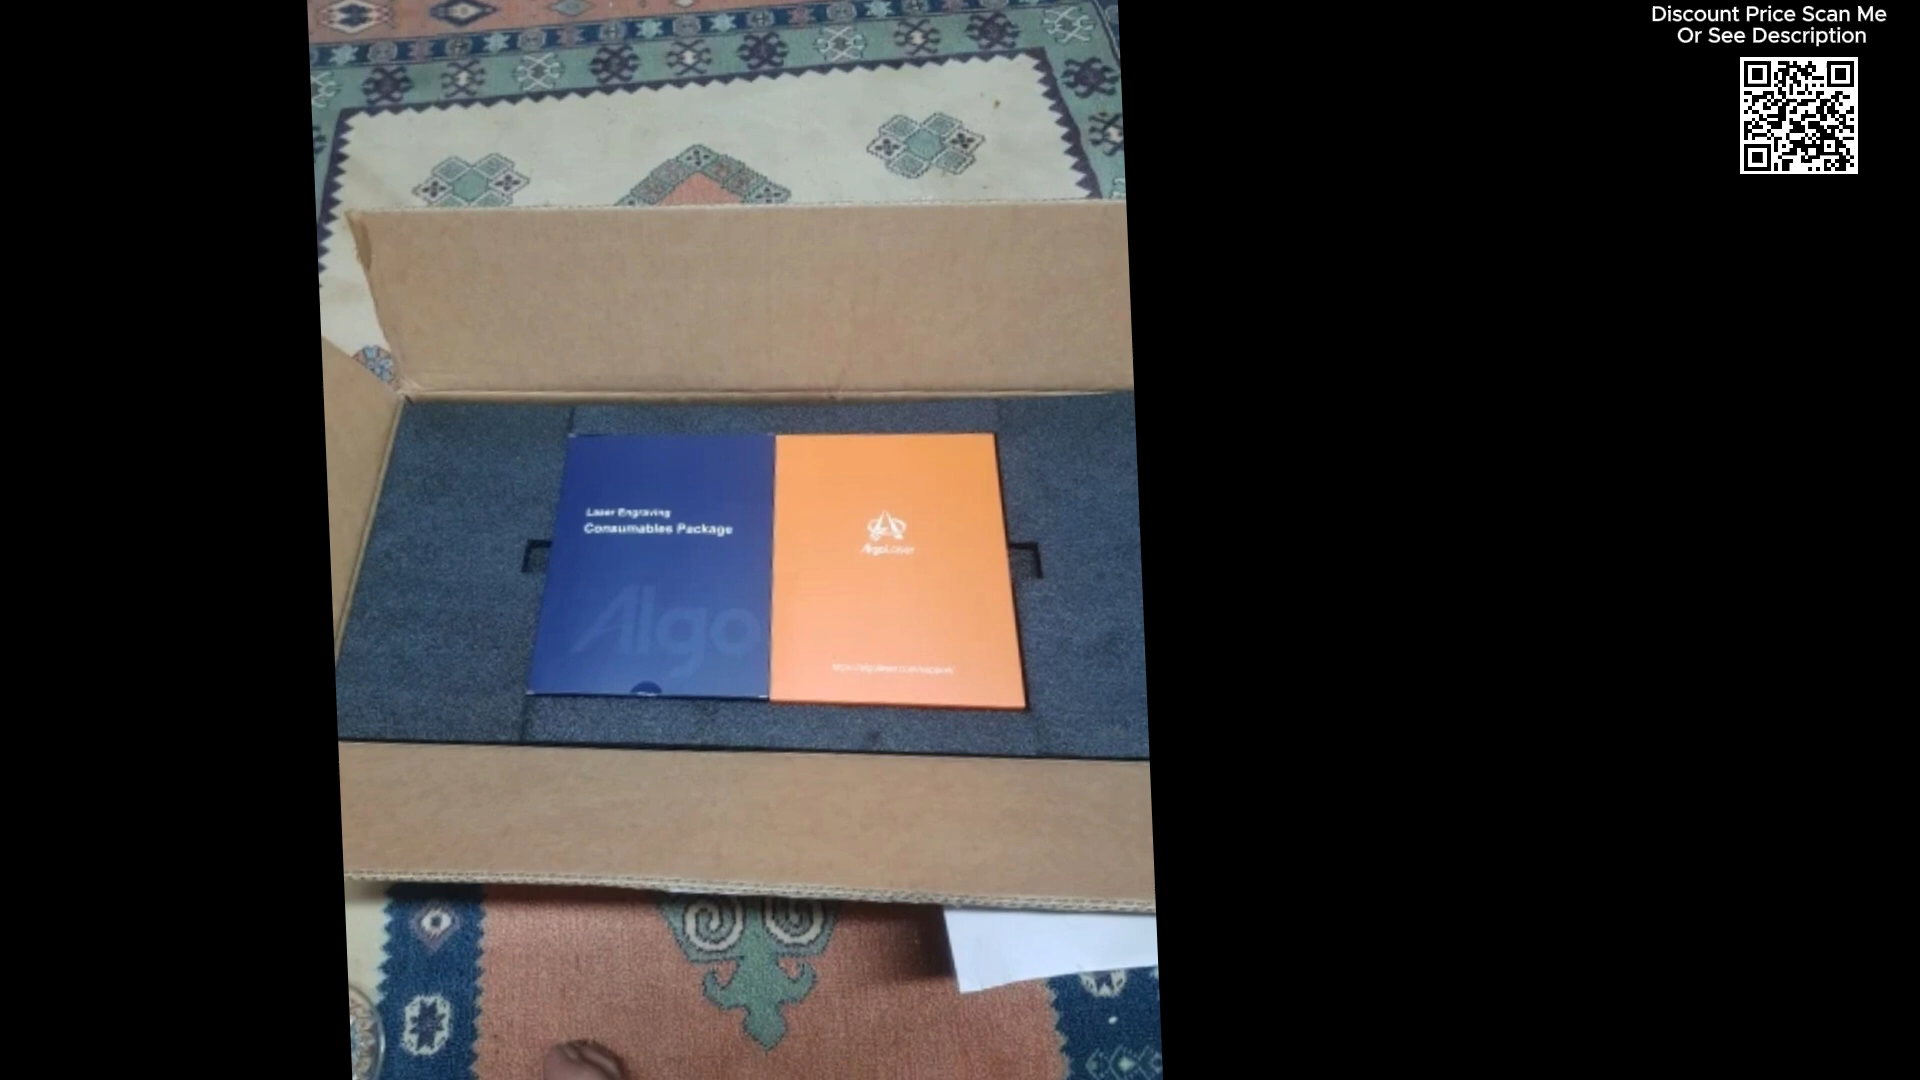 Discount Price Scan Me
Or See Description
Laser Engraving
Consumables Package
Algo
AlgoLaser